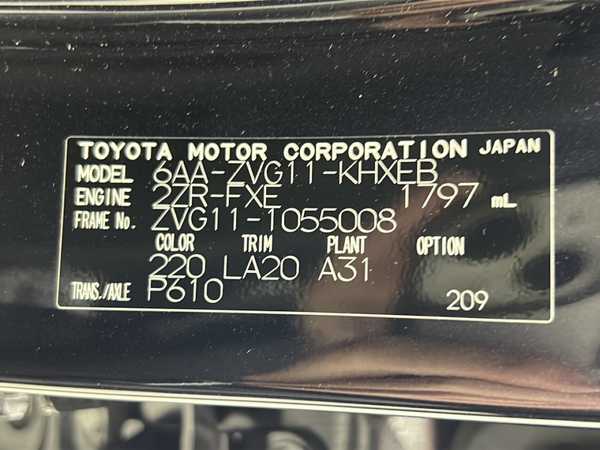 TOYOTA MOTOR CORPORATION JAPAN
MODEL 6AA-ZVG11-KHXEB
ENGINE 2ZR-FXE 1797 mL
FRAME No. ZVG11-1055008
COLOR TRIM PLANT OPTION
220 LA20 A31
TRANS./AXLE P610 209